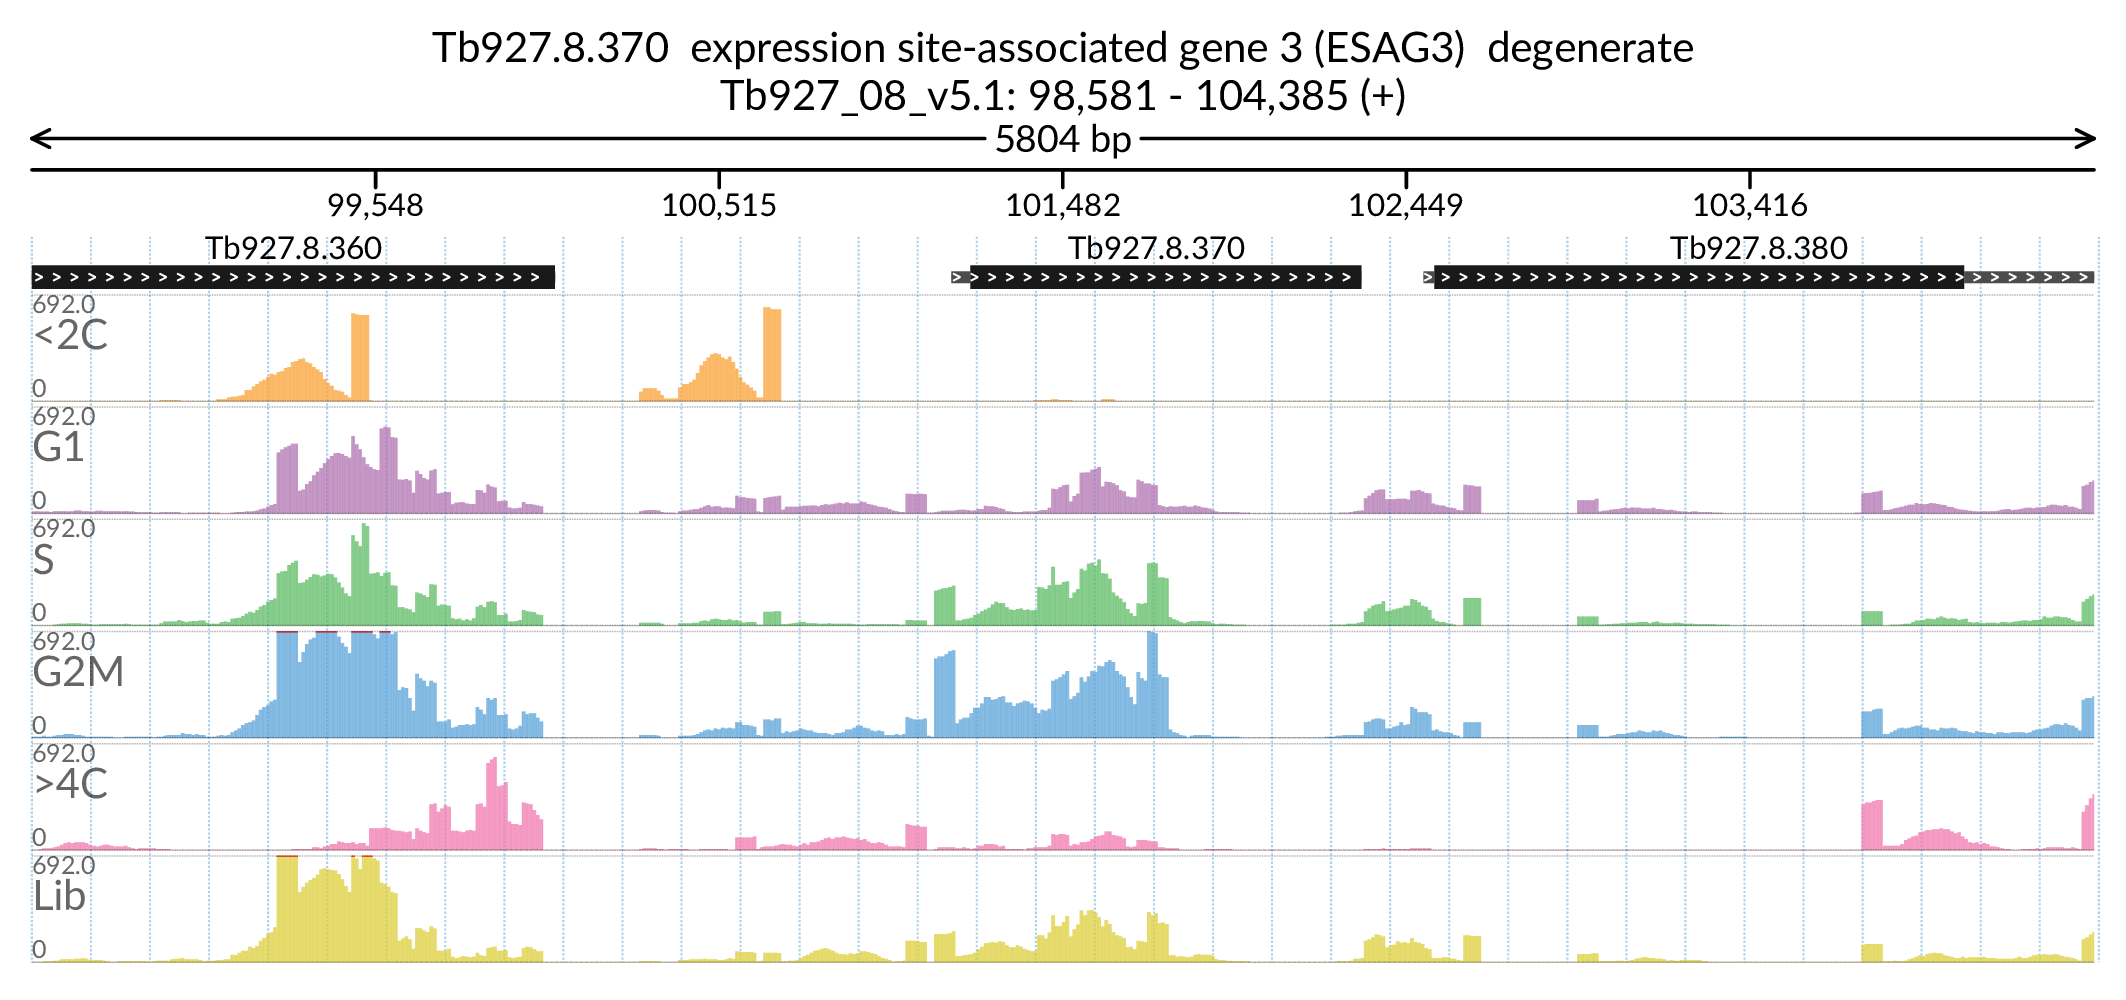 Tb927.8.370  expression site-associated gene 3 (ESAG3)  degenerate
Tb927_08_v5.1: 98,581 - 104,385 (+)
5804 bp
99,548 100,515 101,482 102,449 103,416
Tb927.8.360 Tb927.8.370 Tb927.8.380
692.0
<2C
0
692.0
G1
0
692.0
S
0
692.0
G2M
0
692.0
>4C
0
692.0
Lib
0